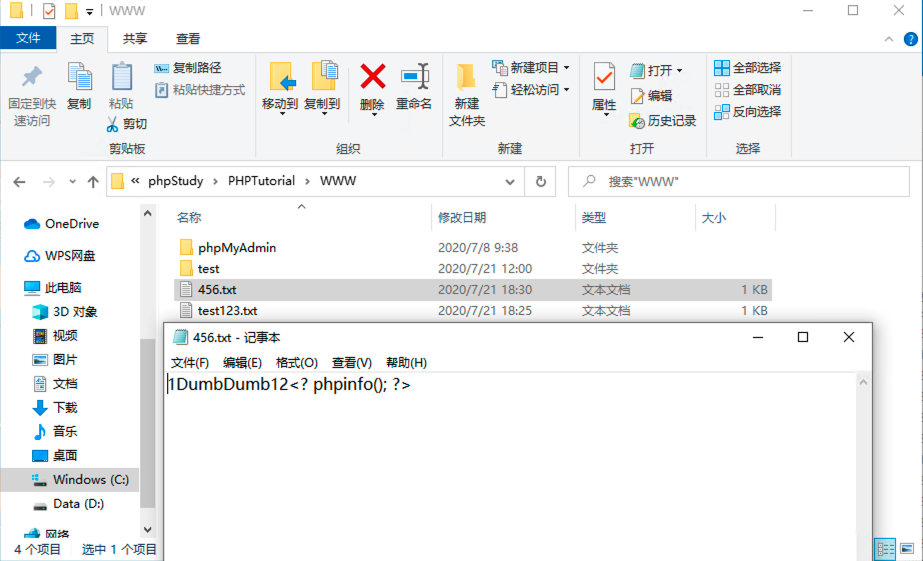 WWW
文件 主页 共享 查看
固定到快速访问
复制
粘贴
复制路径
粘贴快捷方式
剪切
剪贴板
移动到
复制到
删除
重命名
组织
新建文件夹
新建项目
轻松访问
新建
属性
打开
编辑
历史记录
打开
全部选择
全部取消
反向选择
选择
« phpStudy › PHPTutorial › WWW
搜索"WWW"
名称 修改日期 类型 大小
phpMyAdmin 2020/7/8 9:38 文件夹
test 2020/7/21 12:00 文件夹
456.txt 2020/7/21 18:30 文本文档 1 KB
test123.txt 2020/7/21 18:25 文本文档 1 KB
OneDrive
WPS网盘
此电脑
3D 对象
视频
图片
文档
下载
音乐
桌面
Windows (C:)
Data (D:)
网络
4 个项目 选中 1 个项目
456.txt - 记事本
文件(F) 编辑(E) 格式(O) 查看(V) 帮助(H)
1DumbDumb12<? phpinfo(); ?>